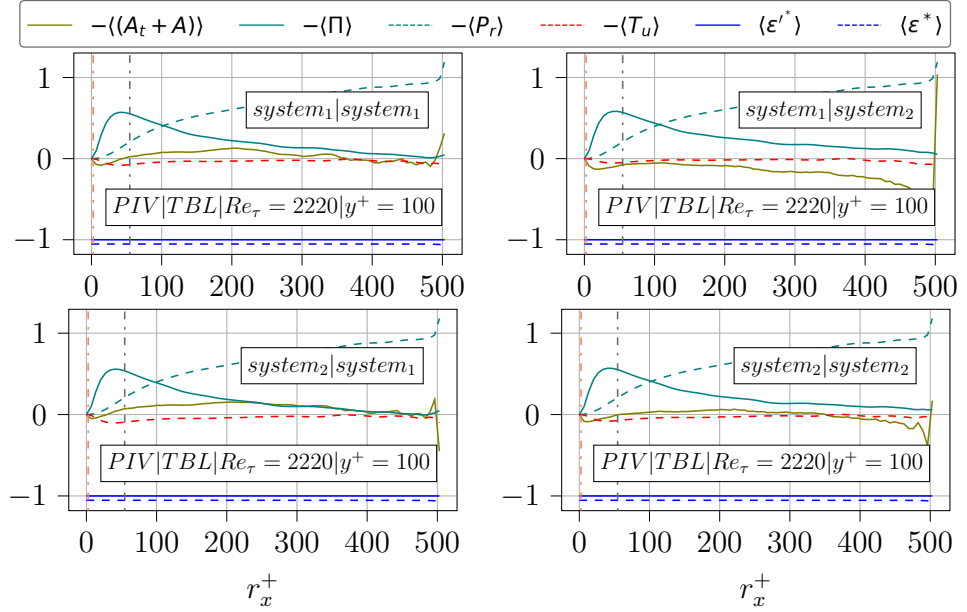 −⟨(A_t + A)⟩ −⟨Π⟩ −⟨P_r⟩ −⟨T_u⟩ ⟨ε′*⟩ ⟨ε*⟩
1
system_1|system_1
0
PIV|TBL|Re_τ = 2220|y^+ = 100
−1
0 100 200 300 400 500
1
system_1|system_2
0
PIV|TBL|Re_τ = 2220|y^+ = 100
−1
0 100 200 300 400 500
1
system_2|system_1
0
PIV|TBL|Re_τ = 2220|y^+ = 100
−1
0 100 200 300 400 500
r_x^+
1
system_2|system_2
0
PIV|TBL|Re_τ = 2220|y^+ = 100
−1
0 100 200 300 400 500
r_x^+